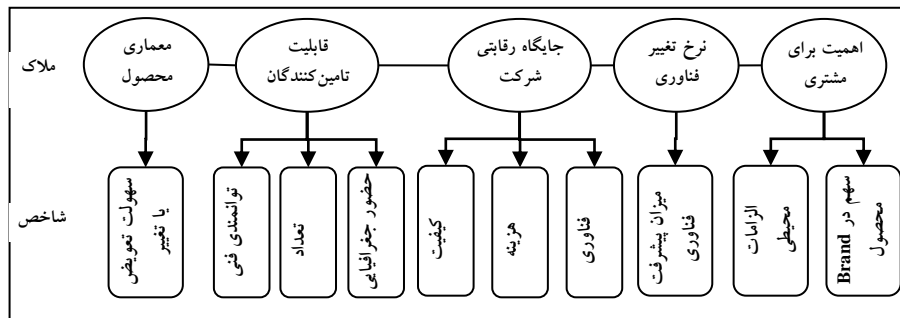 ملاک
اهمیت برای
مشتری
نرخ تغییر
فناوری
جایگاه رقابتی
شرکت
قابلیت
تامین‌کنندگان
معماری
محصول
شاخص
سهم در Brand
محصول
الزامات
محیطی
میزان پیشرفت
فناوری
فناوری
هزینه
کیفیت
حضور جغرافیایی
تعداد
توانمندی فنی
سهولت تعویض
یا تغییر